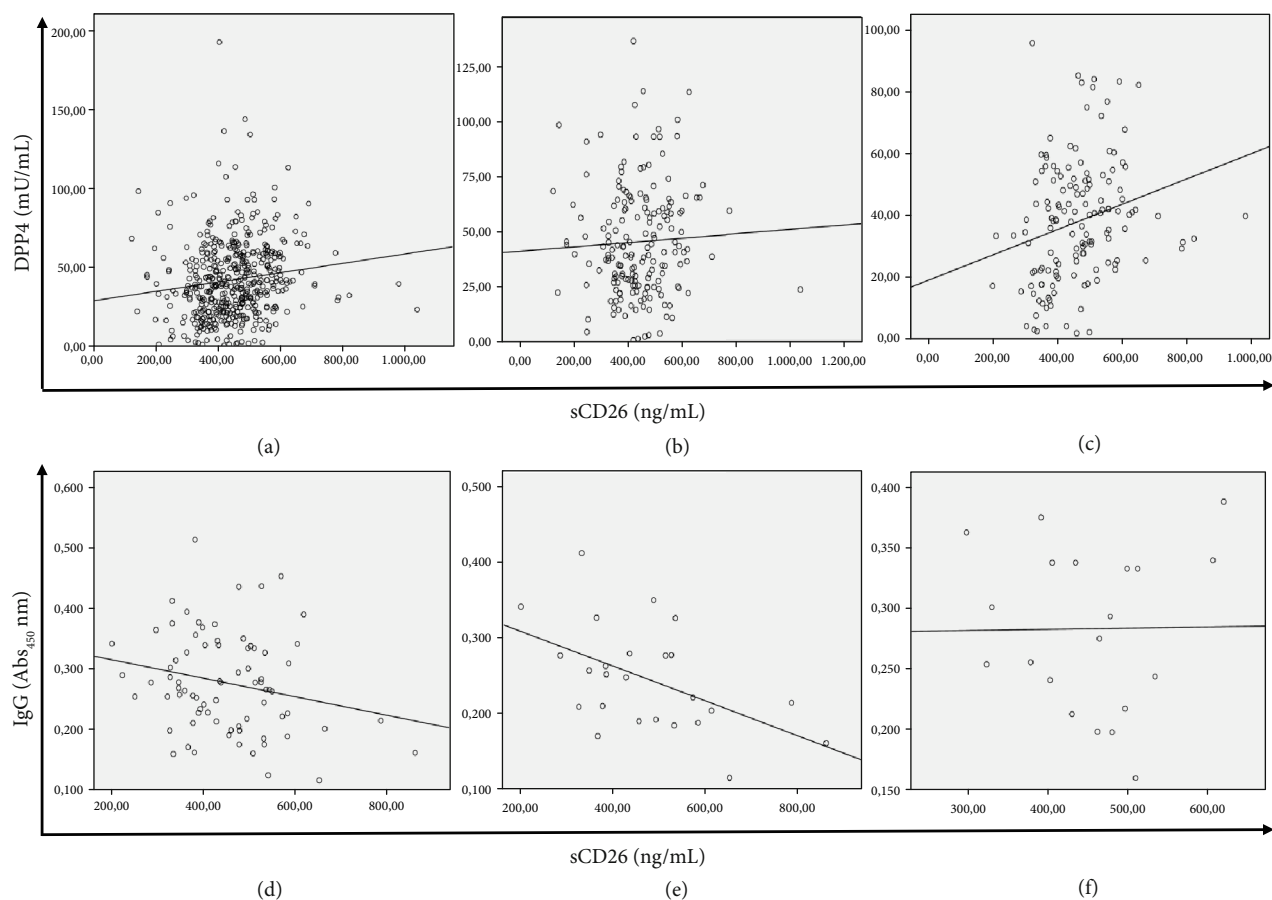 DPP4 (mU/mL)
200,00
150,00
100,00
50,00
0,00
0,00 200,00 400,00 600,00 800,00 1.000,00
125,00
100,00
75,00
50,00
25,00
0,00
0,00 200,00 400,00 600,00 800,00 1.000,00 1.200,00
100,00
80,00
60,00
40,00
20,00
0,00
0,00 200,00 400,00 600,00 800,00 1.000,00
sCD26 (ng/mL)
(a) (b) (c)
IgG (Abs450 nm)
0,600
0,500
0,400
0,300
0,200
0,100
200,00 400,00 600,00 800,00
0,500
0,400
0,300
0,200
0,100
200,00 400,00 600,00 800,00
0,400
0,350
0,300
0,250
0,200
0,150
300,00 400,00 500,00 600,00
sCD26 (ng/mL)
(d) (e) (f)